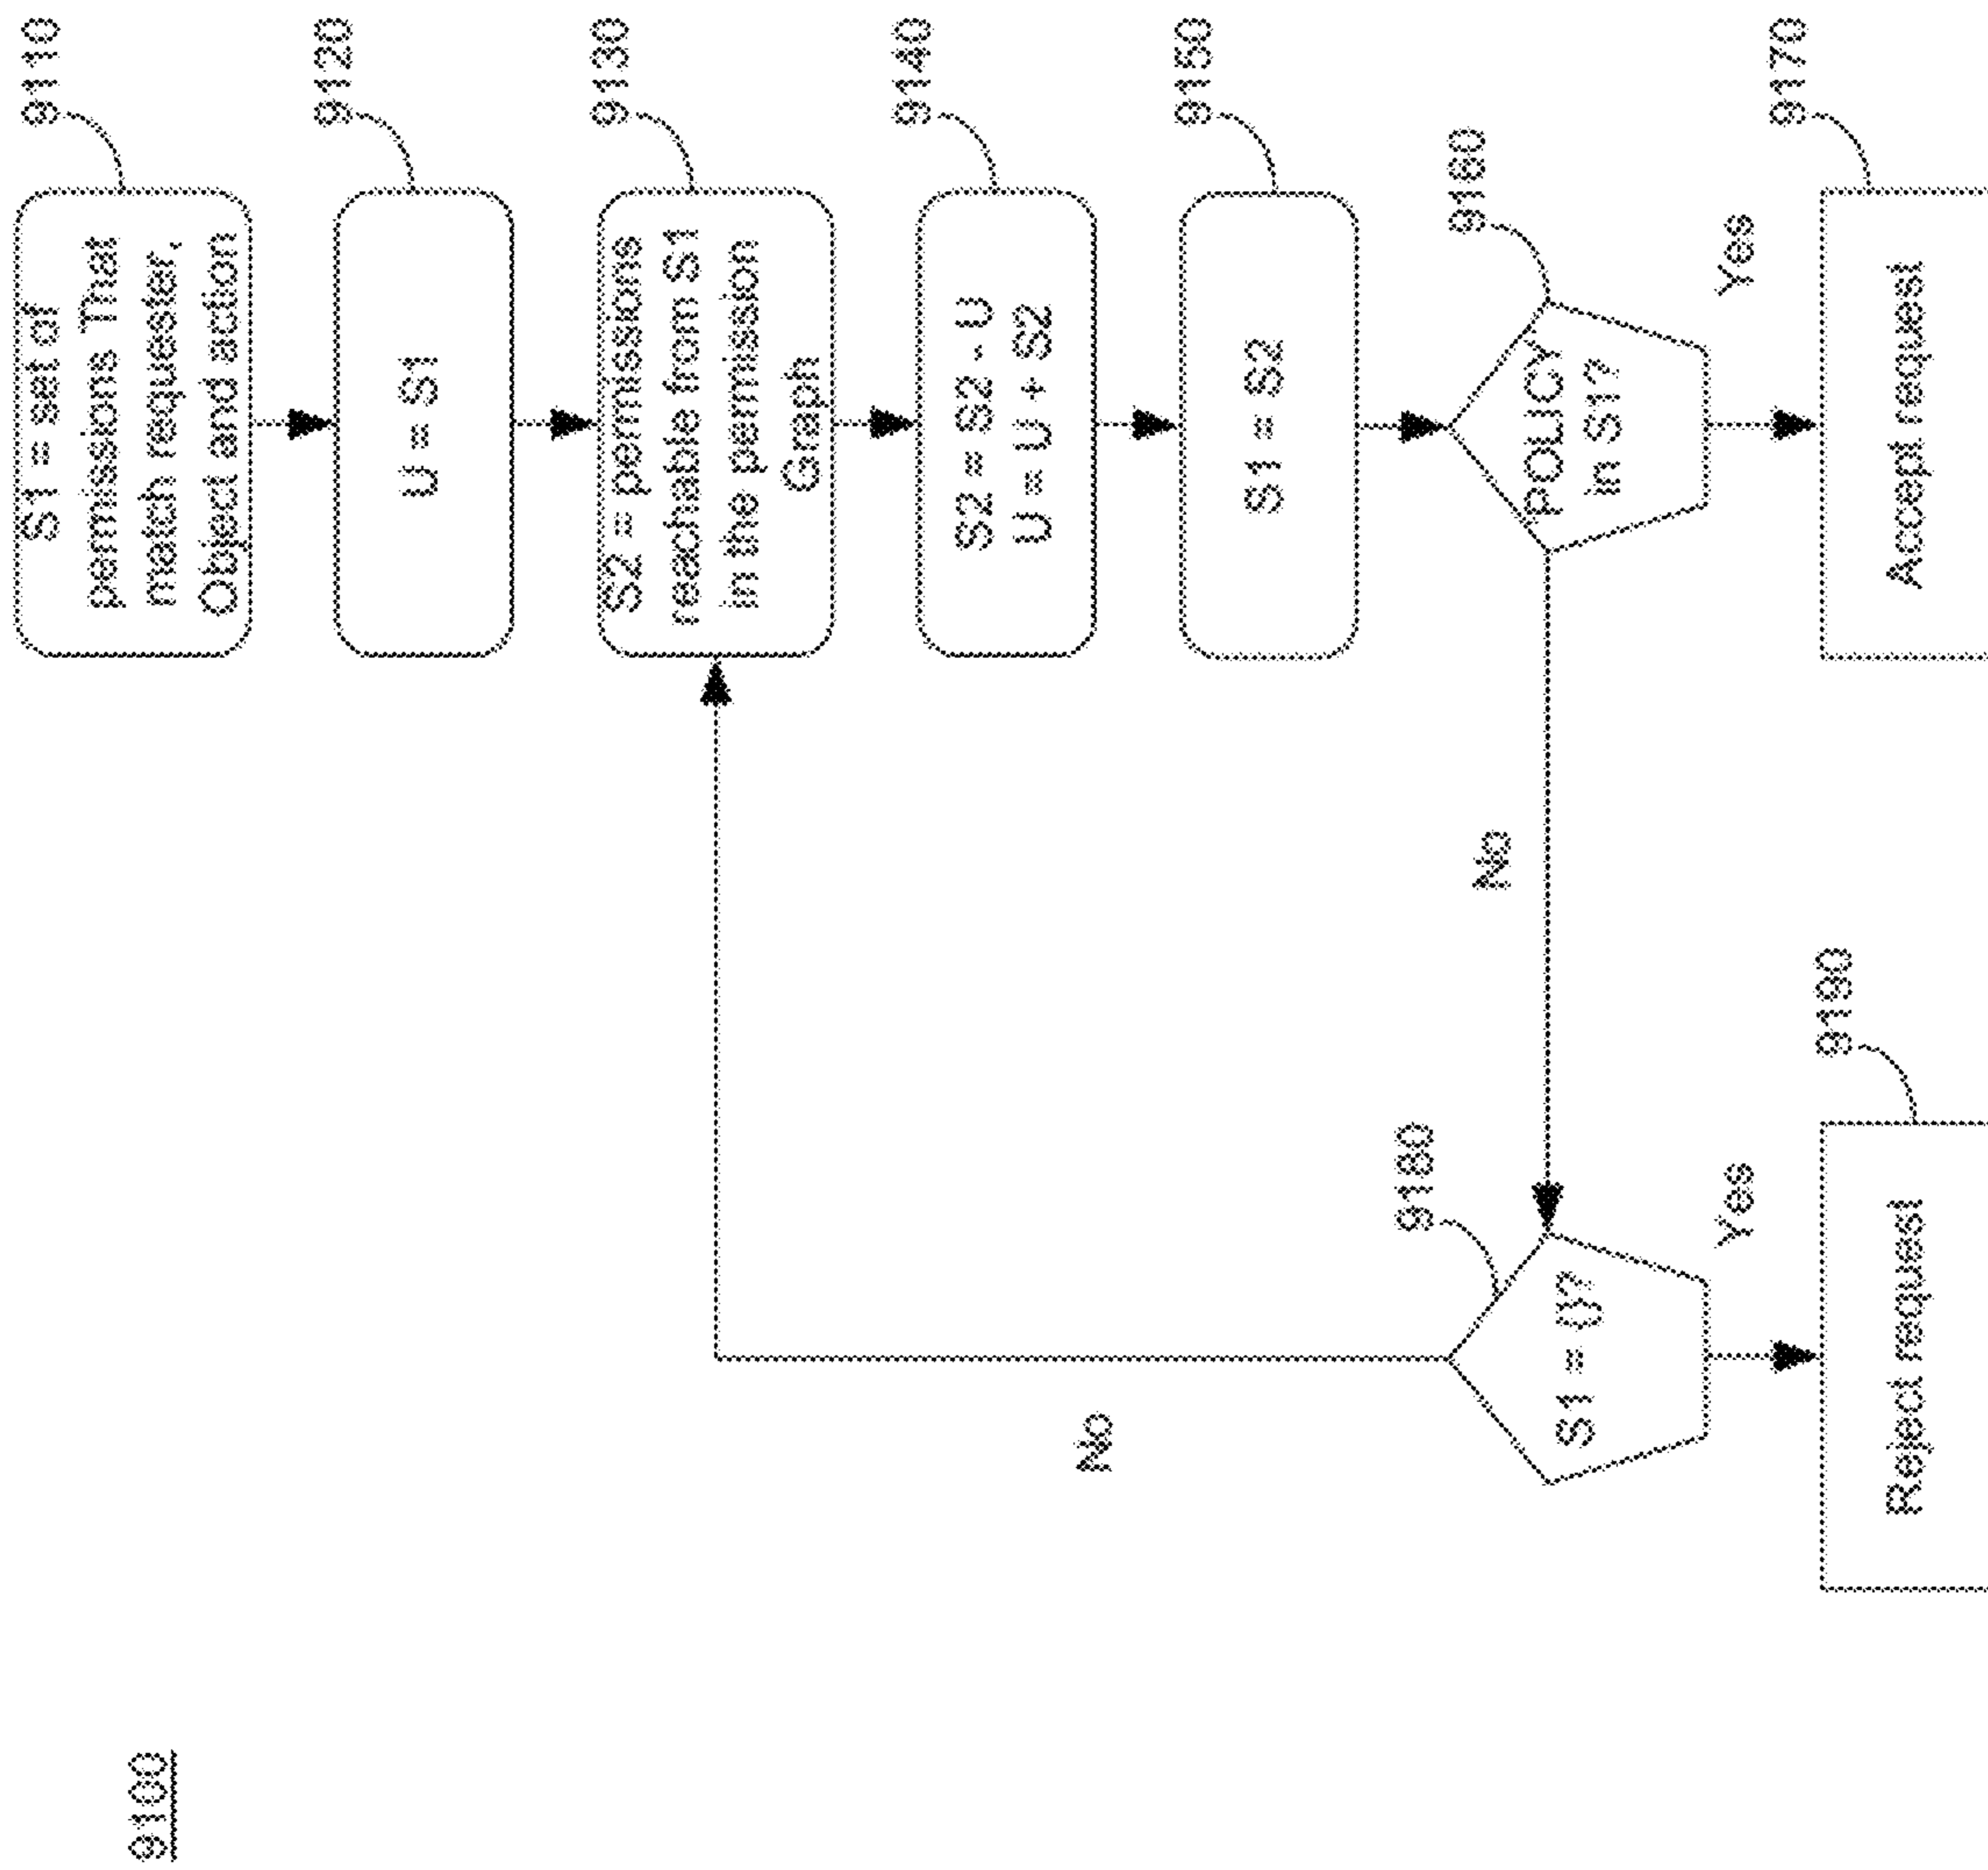 9100
S1 = set of
permissions That
match requester,
Object and action
9110
U = S1
9120
S2 = permissions
reachable from S1
in the permission
Graph
9130
S2 = S2 - U
U = U + S2
9140
S1 = S2
9150
POLICY
in S1?
9160
No
Yes
Accept request
9170
S1 = {}?
9180
No
Yes
Reject request
9190